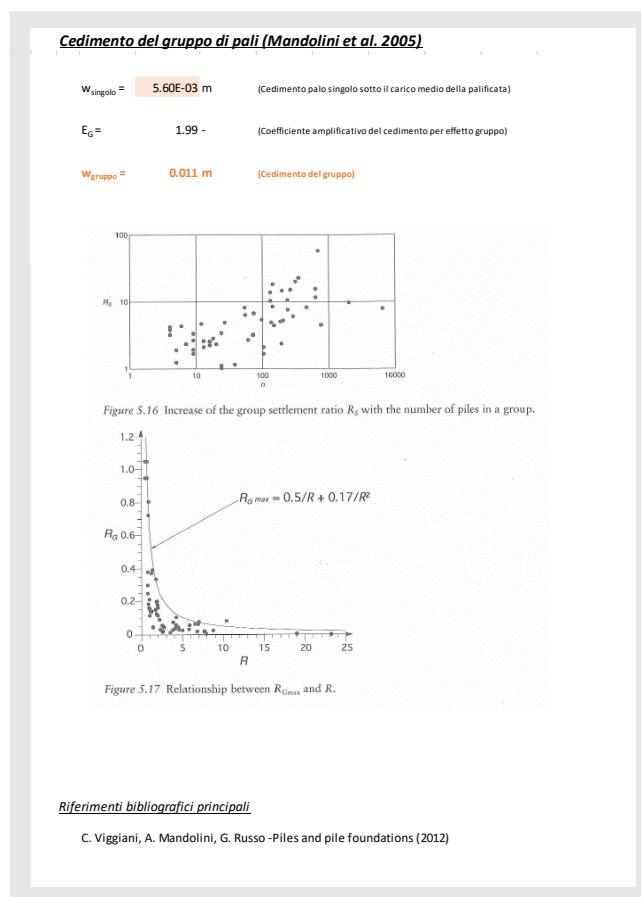 Cedimento del gruppo di pali (Mandolini et al. 2005)
wsingolo = 5.60E-03 m (Cedimento palo singolo sotto il carico medio della palificata)
EG = 1.99 - (Coefficiente amplificativo del cedimento per effetto gruppo)
wgruppo = 0.011 m (Cedimento del gruppo)
100
RS 10
1
1 10 100 1000 10000
Figure 5.16 Increase of the group settlement ratio RS with the number of piles in a group.
1.2
1.0
RG max = 0.5/R + 0.17/R²
0.8
RG 0.6
0.4
0.2
0
0 5 10 15 20 25
R
Figure 5.17 Relationship between RGmax and R.
Riferimenti bibliografici principali
C. Viggiani, A. Mandolini, G. Russo -Piles and pile foundations (2012)